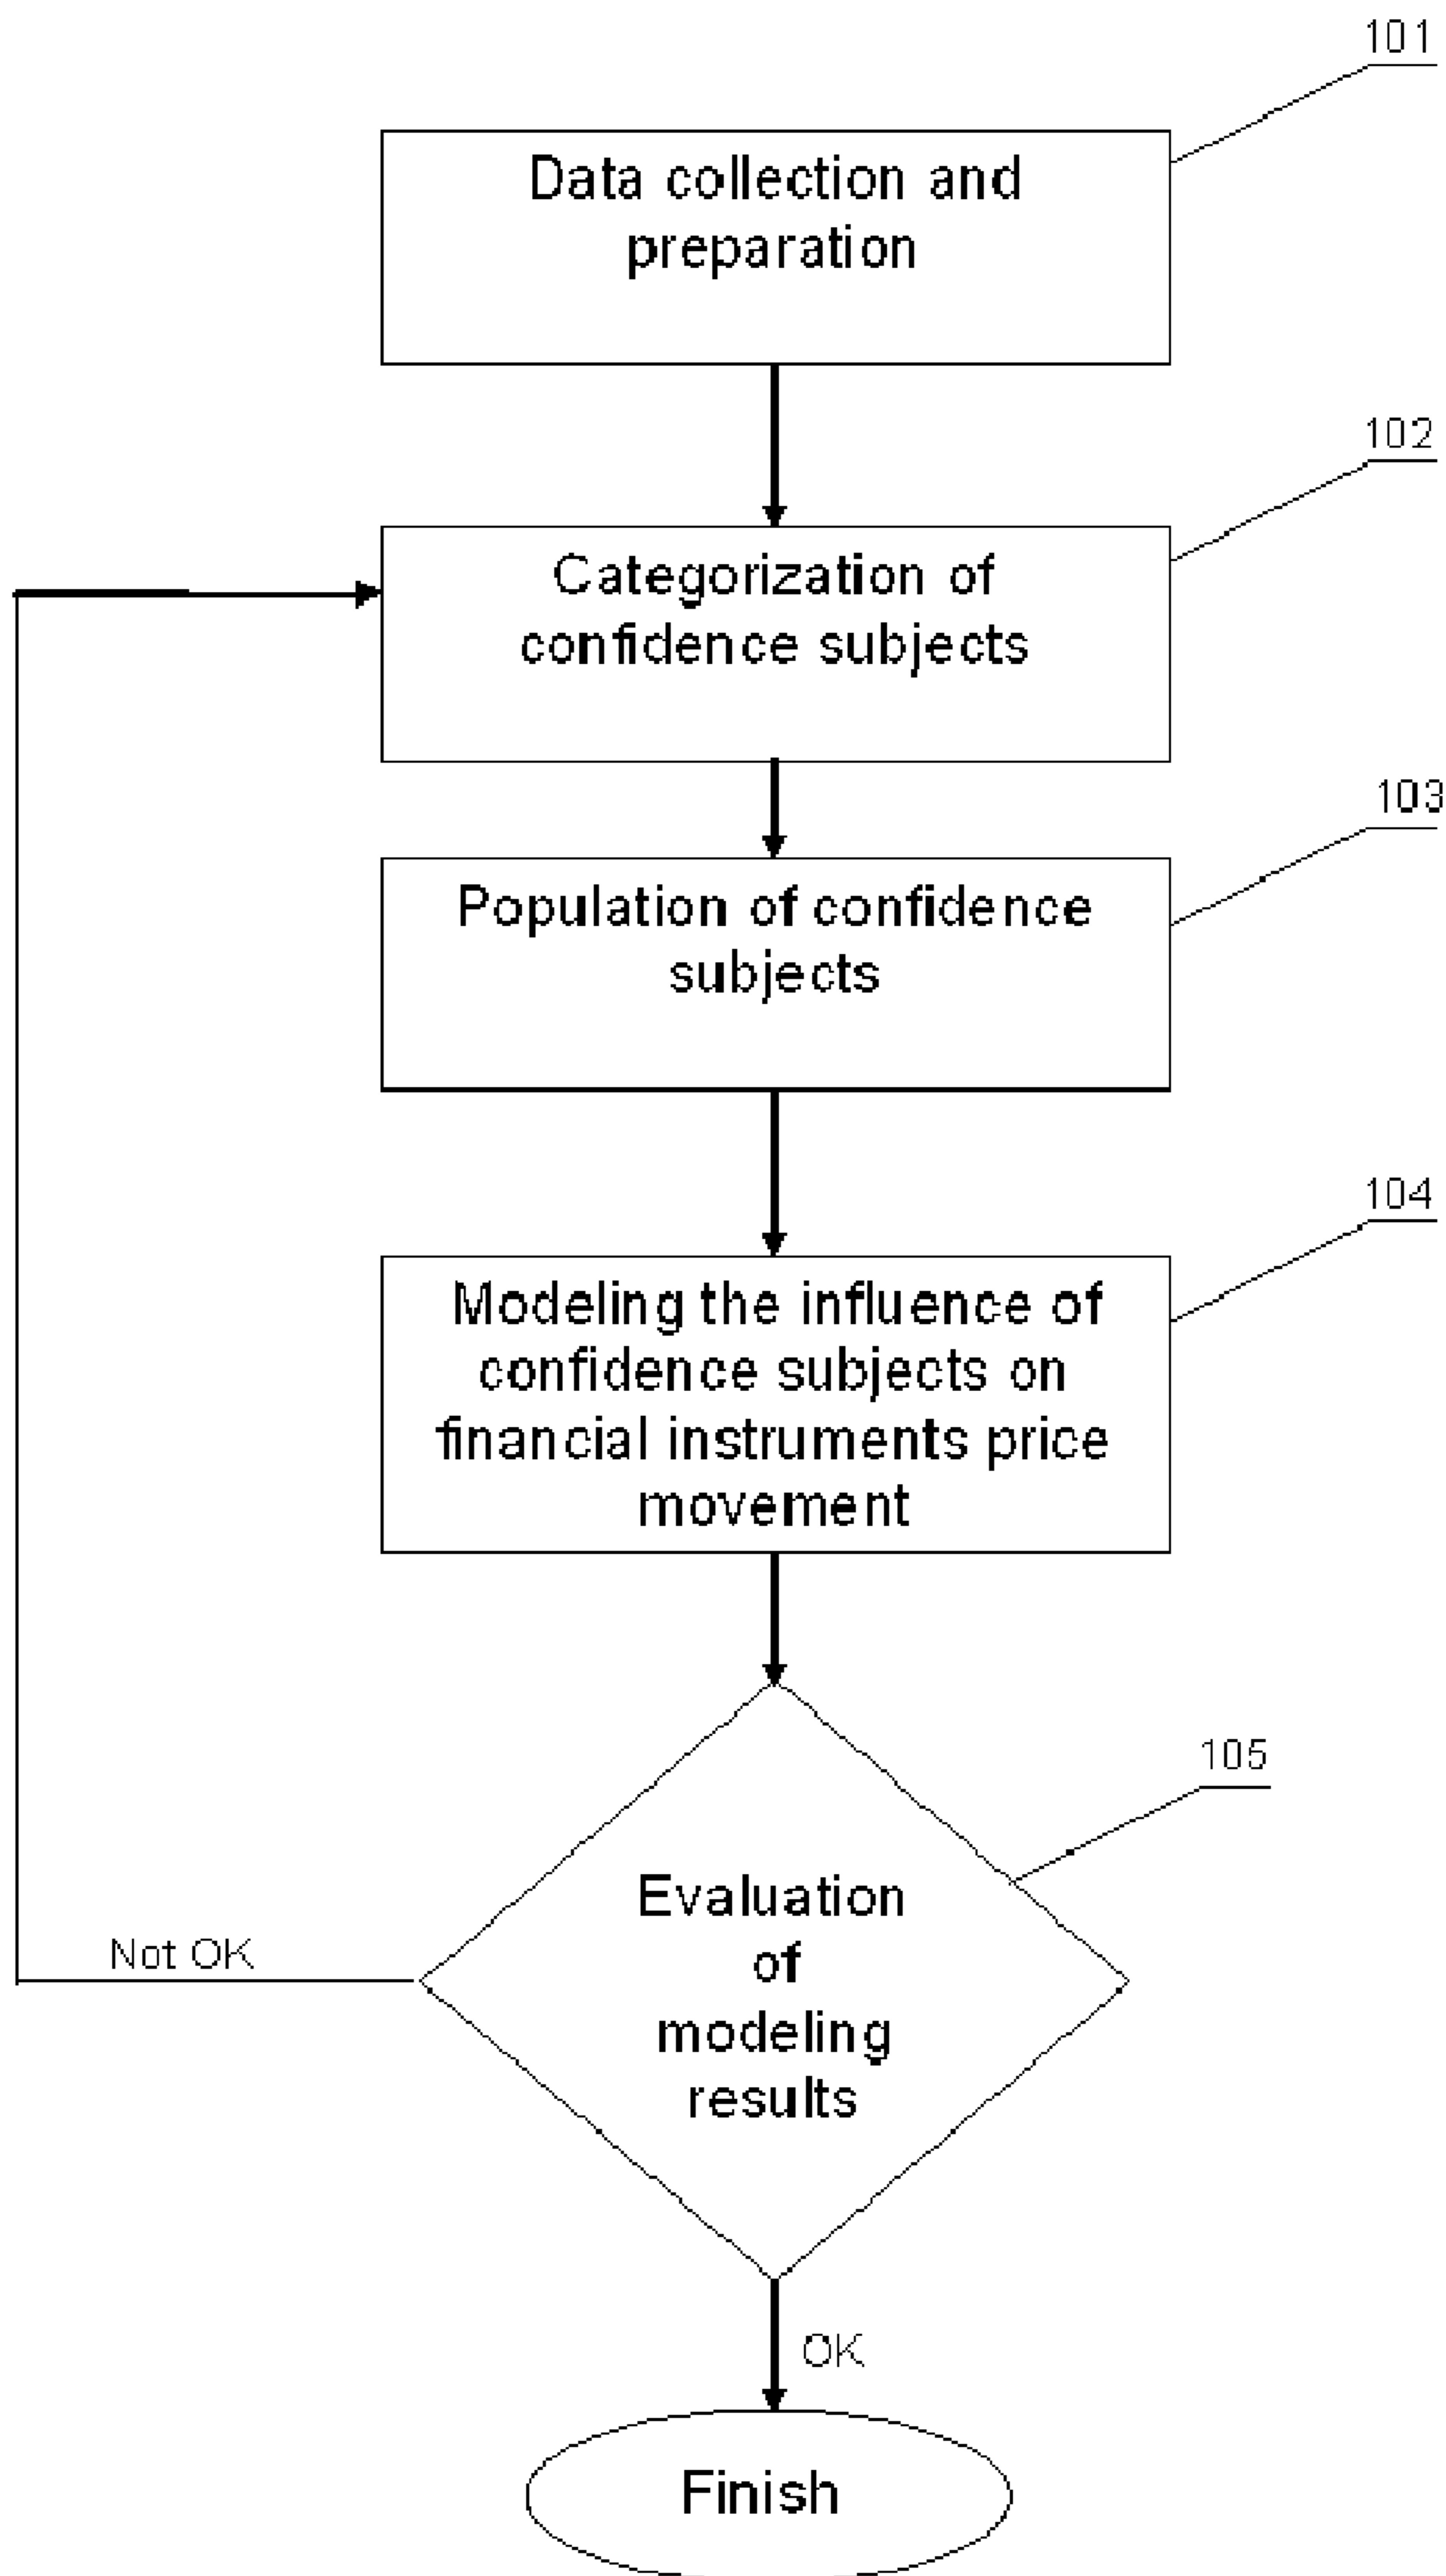 101
Data collection and
preparation
102
Categorization of
confidence subjects
103
Population of confidence
subjects
104
Modeling the influence of
confidence subjects on
financial instruments price
movement
105
Evaluation
of
modeling
results
Not OK
OK
Finish